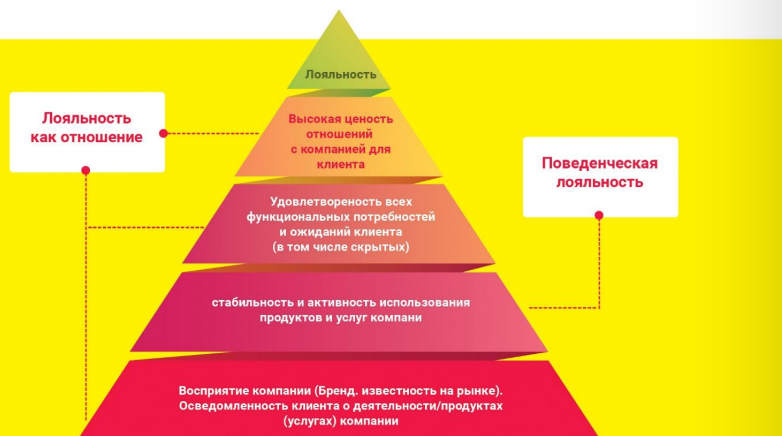 Лояльность
Лояльность
как отношение
Высокая ценость
отношений
с компанией для
клиента
Поведенческая
лояльность
Удовлетвореность всех
функциональных потребностей
и ожиданий клиента
(в том числе скрытых)
стабильность и активность использования
продуктов и услуг компани
Восприятие компании (Бренд. известность на рынке).
Осведомленность клиента о деятельности/продуктах
(услугах) компании